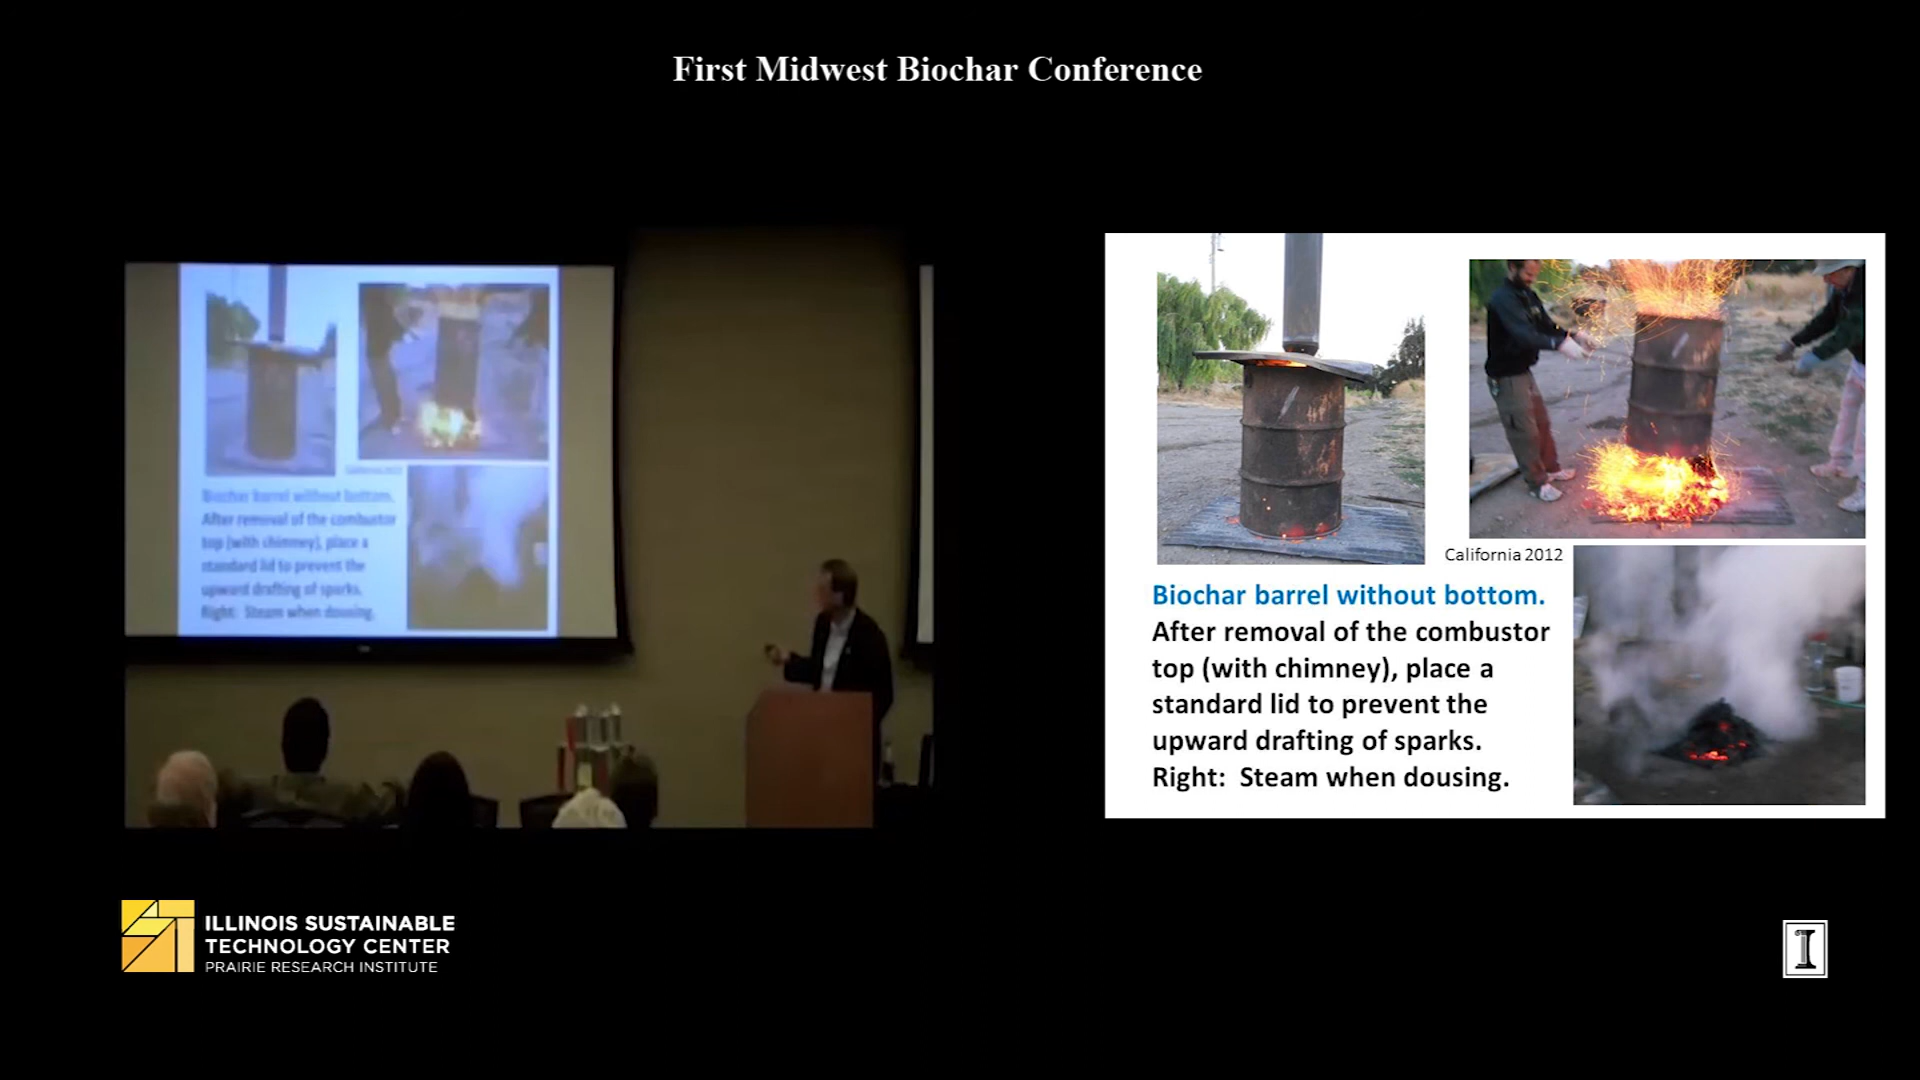 First Midwest Biochar Conference
Biochar barrel without bottom.
After removal of the combustor
top (with chimney), place a
standard lid to prevent the
upward drafting of sparks.
Right: Steam when dousing.
California 2012
Biochar barrel without bottom.
After removal of the combustor
top (with chimney), place a
standard lid to prevent the
upward drafting of sparks.
Right: Steam when dousing.
ILLINOIS SUSTAINABLE
TECHNOLOGY CENTER
PRAIRIE RESEARCH INSTITUTE
I